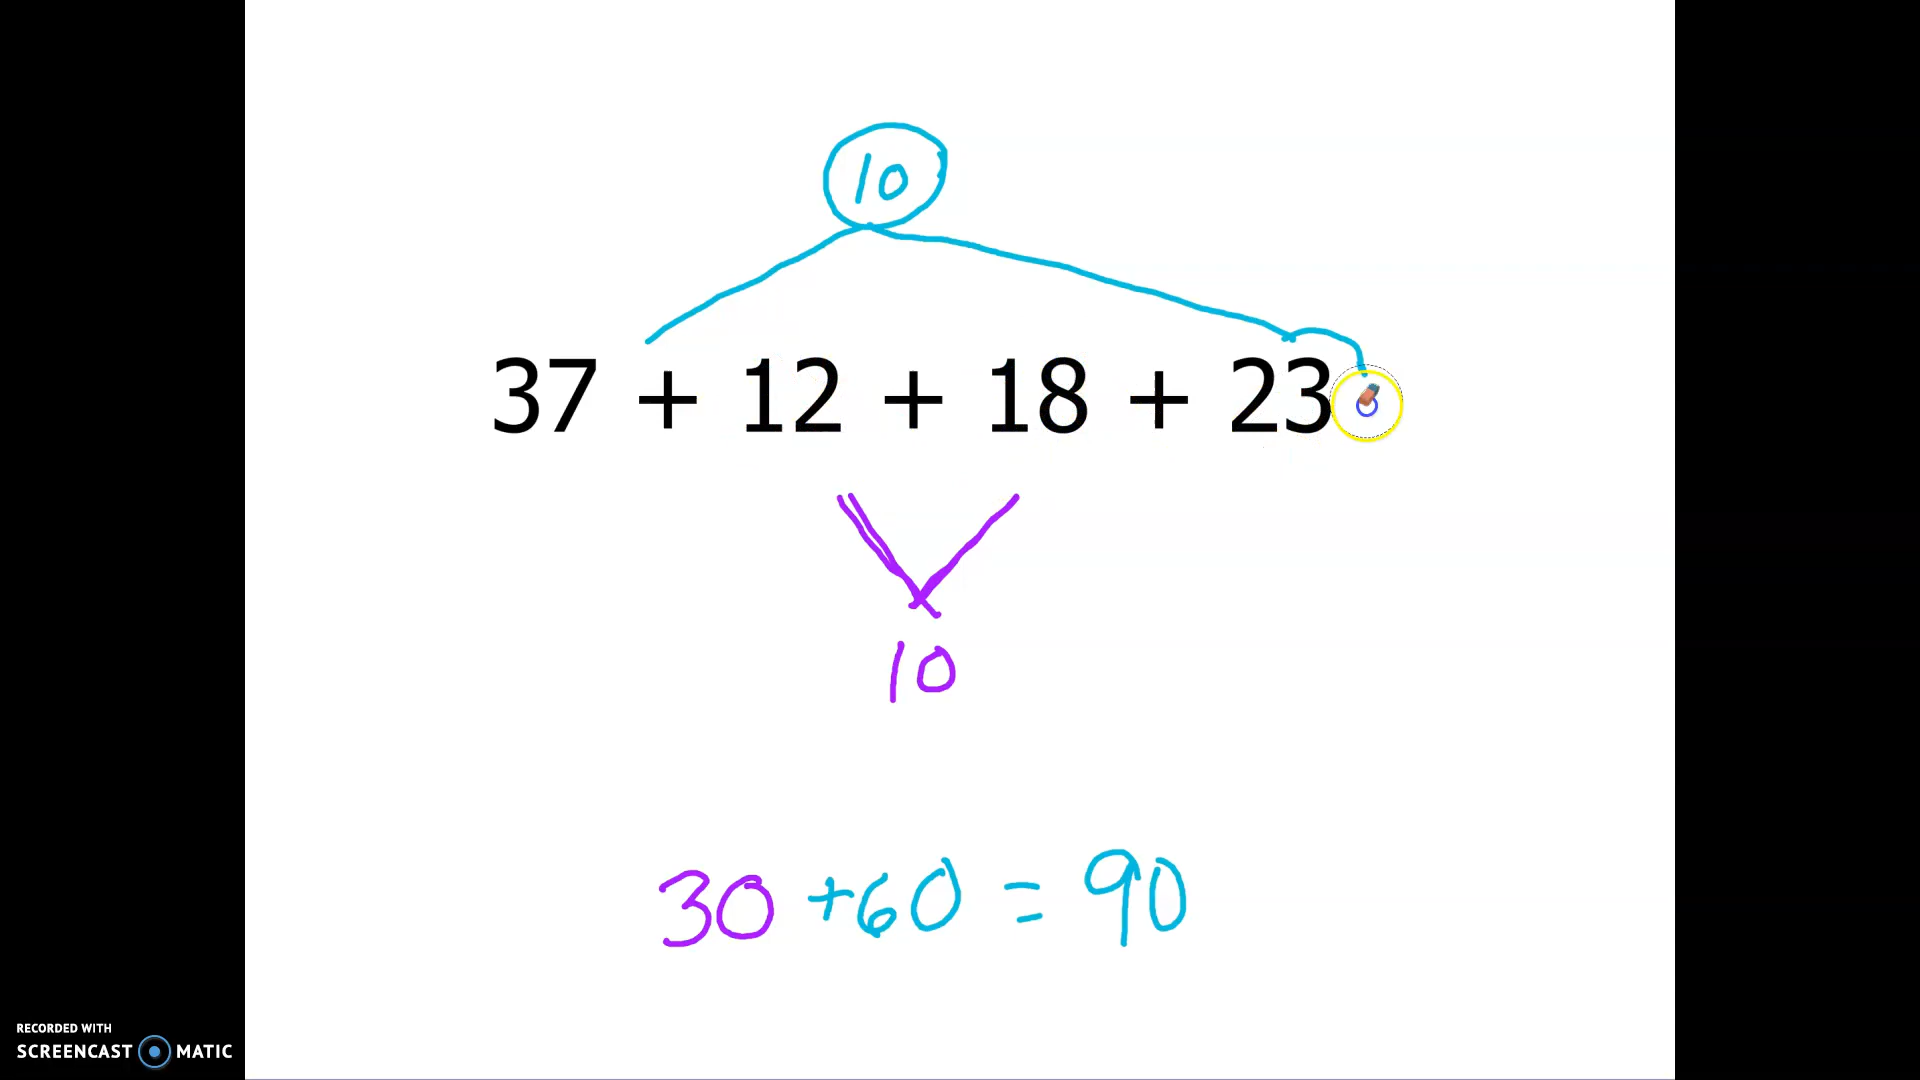 10
37 + 12 + 18 + 23
10
30 +60 = 90
RECORDED WITH
SCREENCAST MATIC